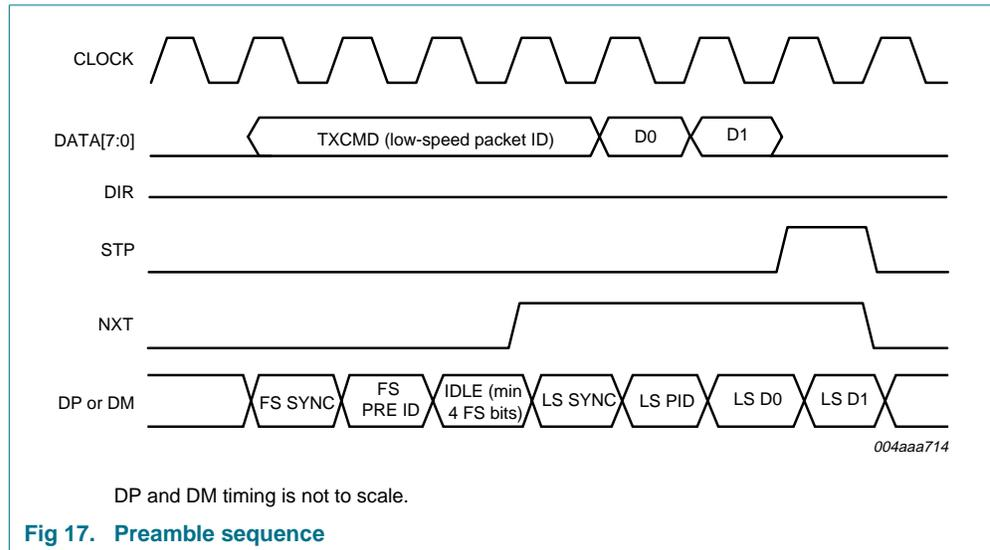 CLOCK
DATA[7:0]
TXCMD (low-speed packet ID)
D0
D1
DIR
STP
NXT
DP or DM
FS SYNC
FS
PRE ID
IDLE (min
4 FS bits)
LS SYNC
LS PID
LS D0
LS D1
004aaa714
DP and DM timing is not to scale.
Fig 17. Preamble sequence